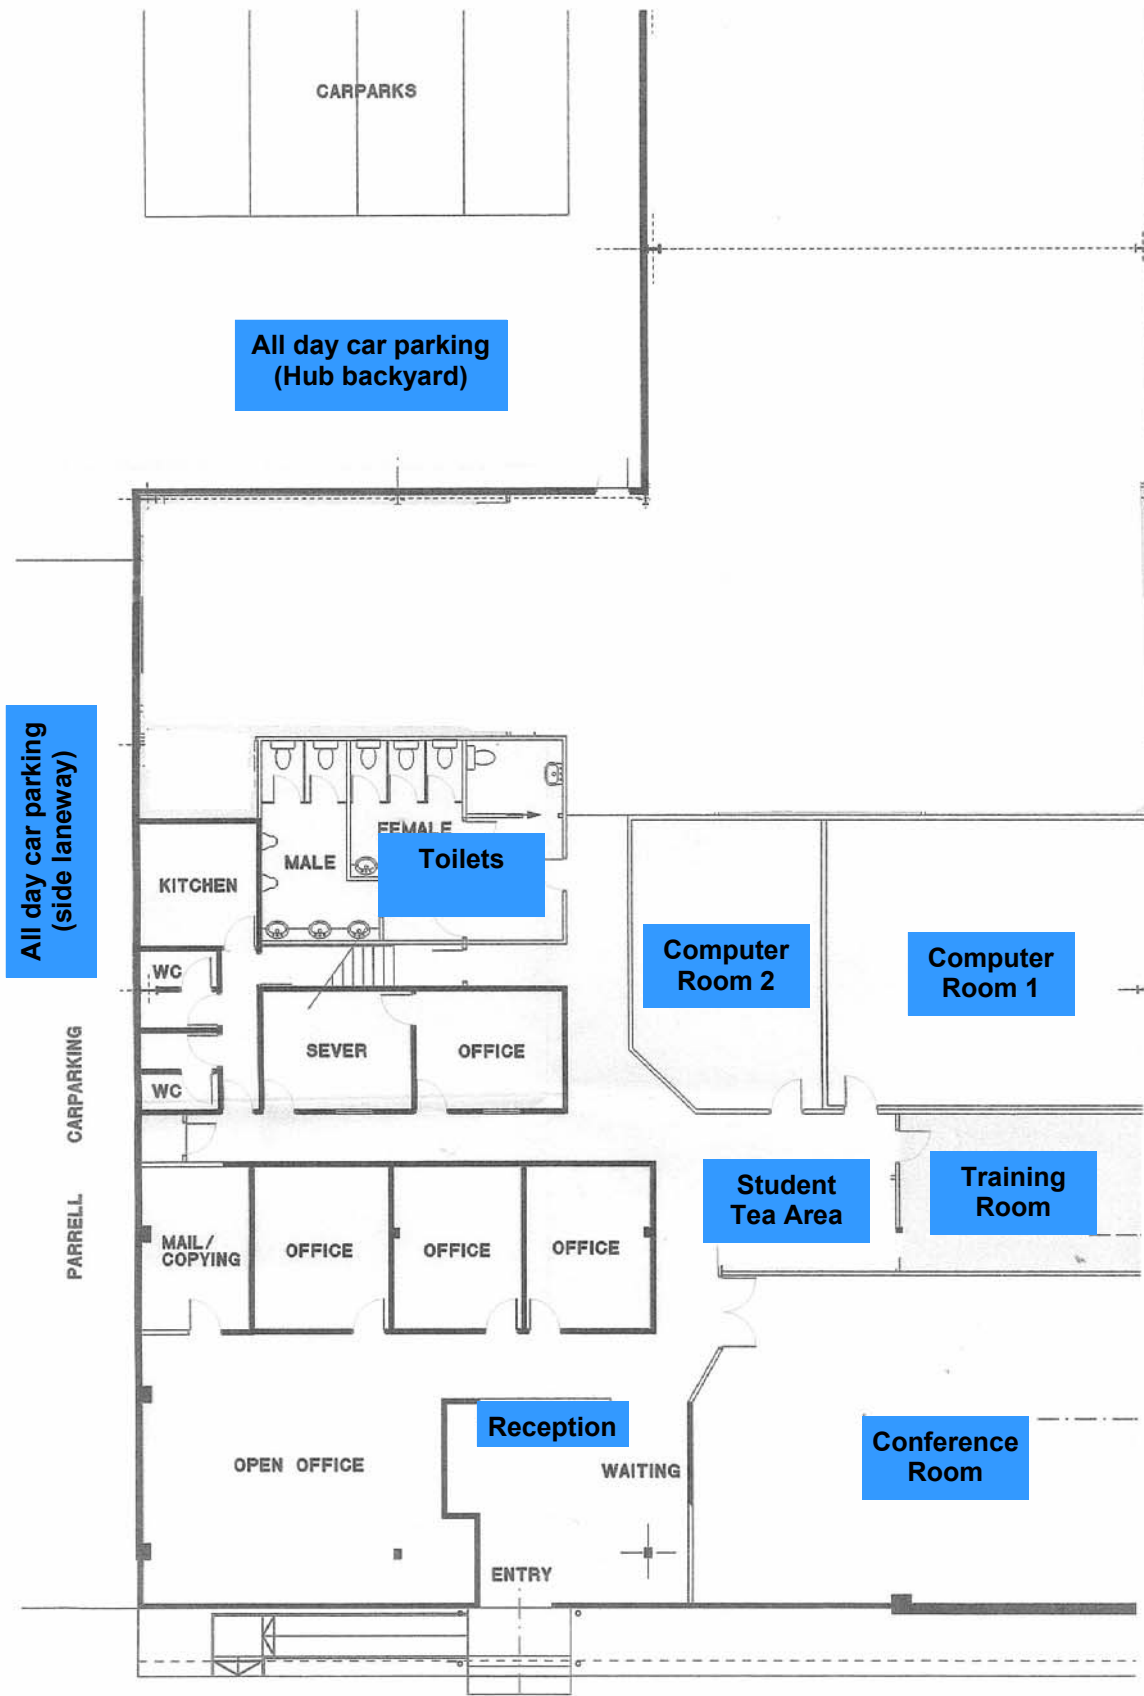 CARPARKS
All day car parking
(Hub backyard)
All day car parking
(side laneway)
FEMALE
Toilets
MALE
KITCHEN
WC
Computer
Room 2
Computer
Room 1
SEVER
OFFICE
WC
PARRELL CARPARKING
Student
Tea Area
Training
Room
MAIL/
COPYING
OFFICE
OFFICE
OFFICE
Reception
WAITING
OPEN OFFICE
Conference
Room
ENTRY